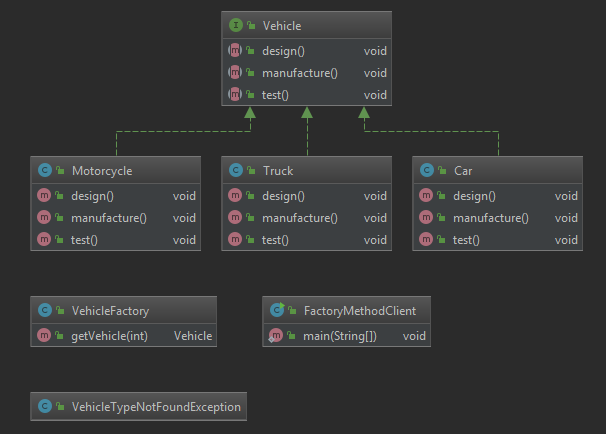 I Vehicle
m design() void
m manufacture() void
m test() void
C Motorcycle
m design() void
m manufacture() void
m test() void
C Truck
m design() void
m manufacture() void
m test() void
C Car
m design() void
m manufacture() void
m test() void
C VehicleFactory
m getVehicle(int) Vehicle
C FactoryMethodClient
m main(String[]) void
C VehicleTypeNotFoundException